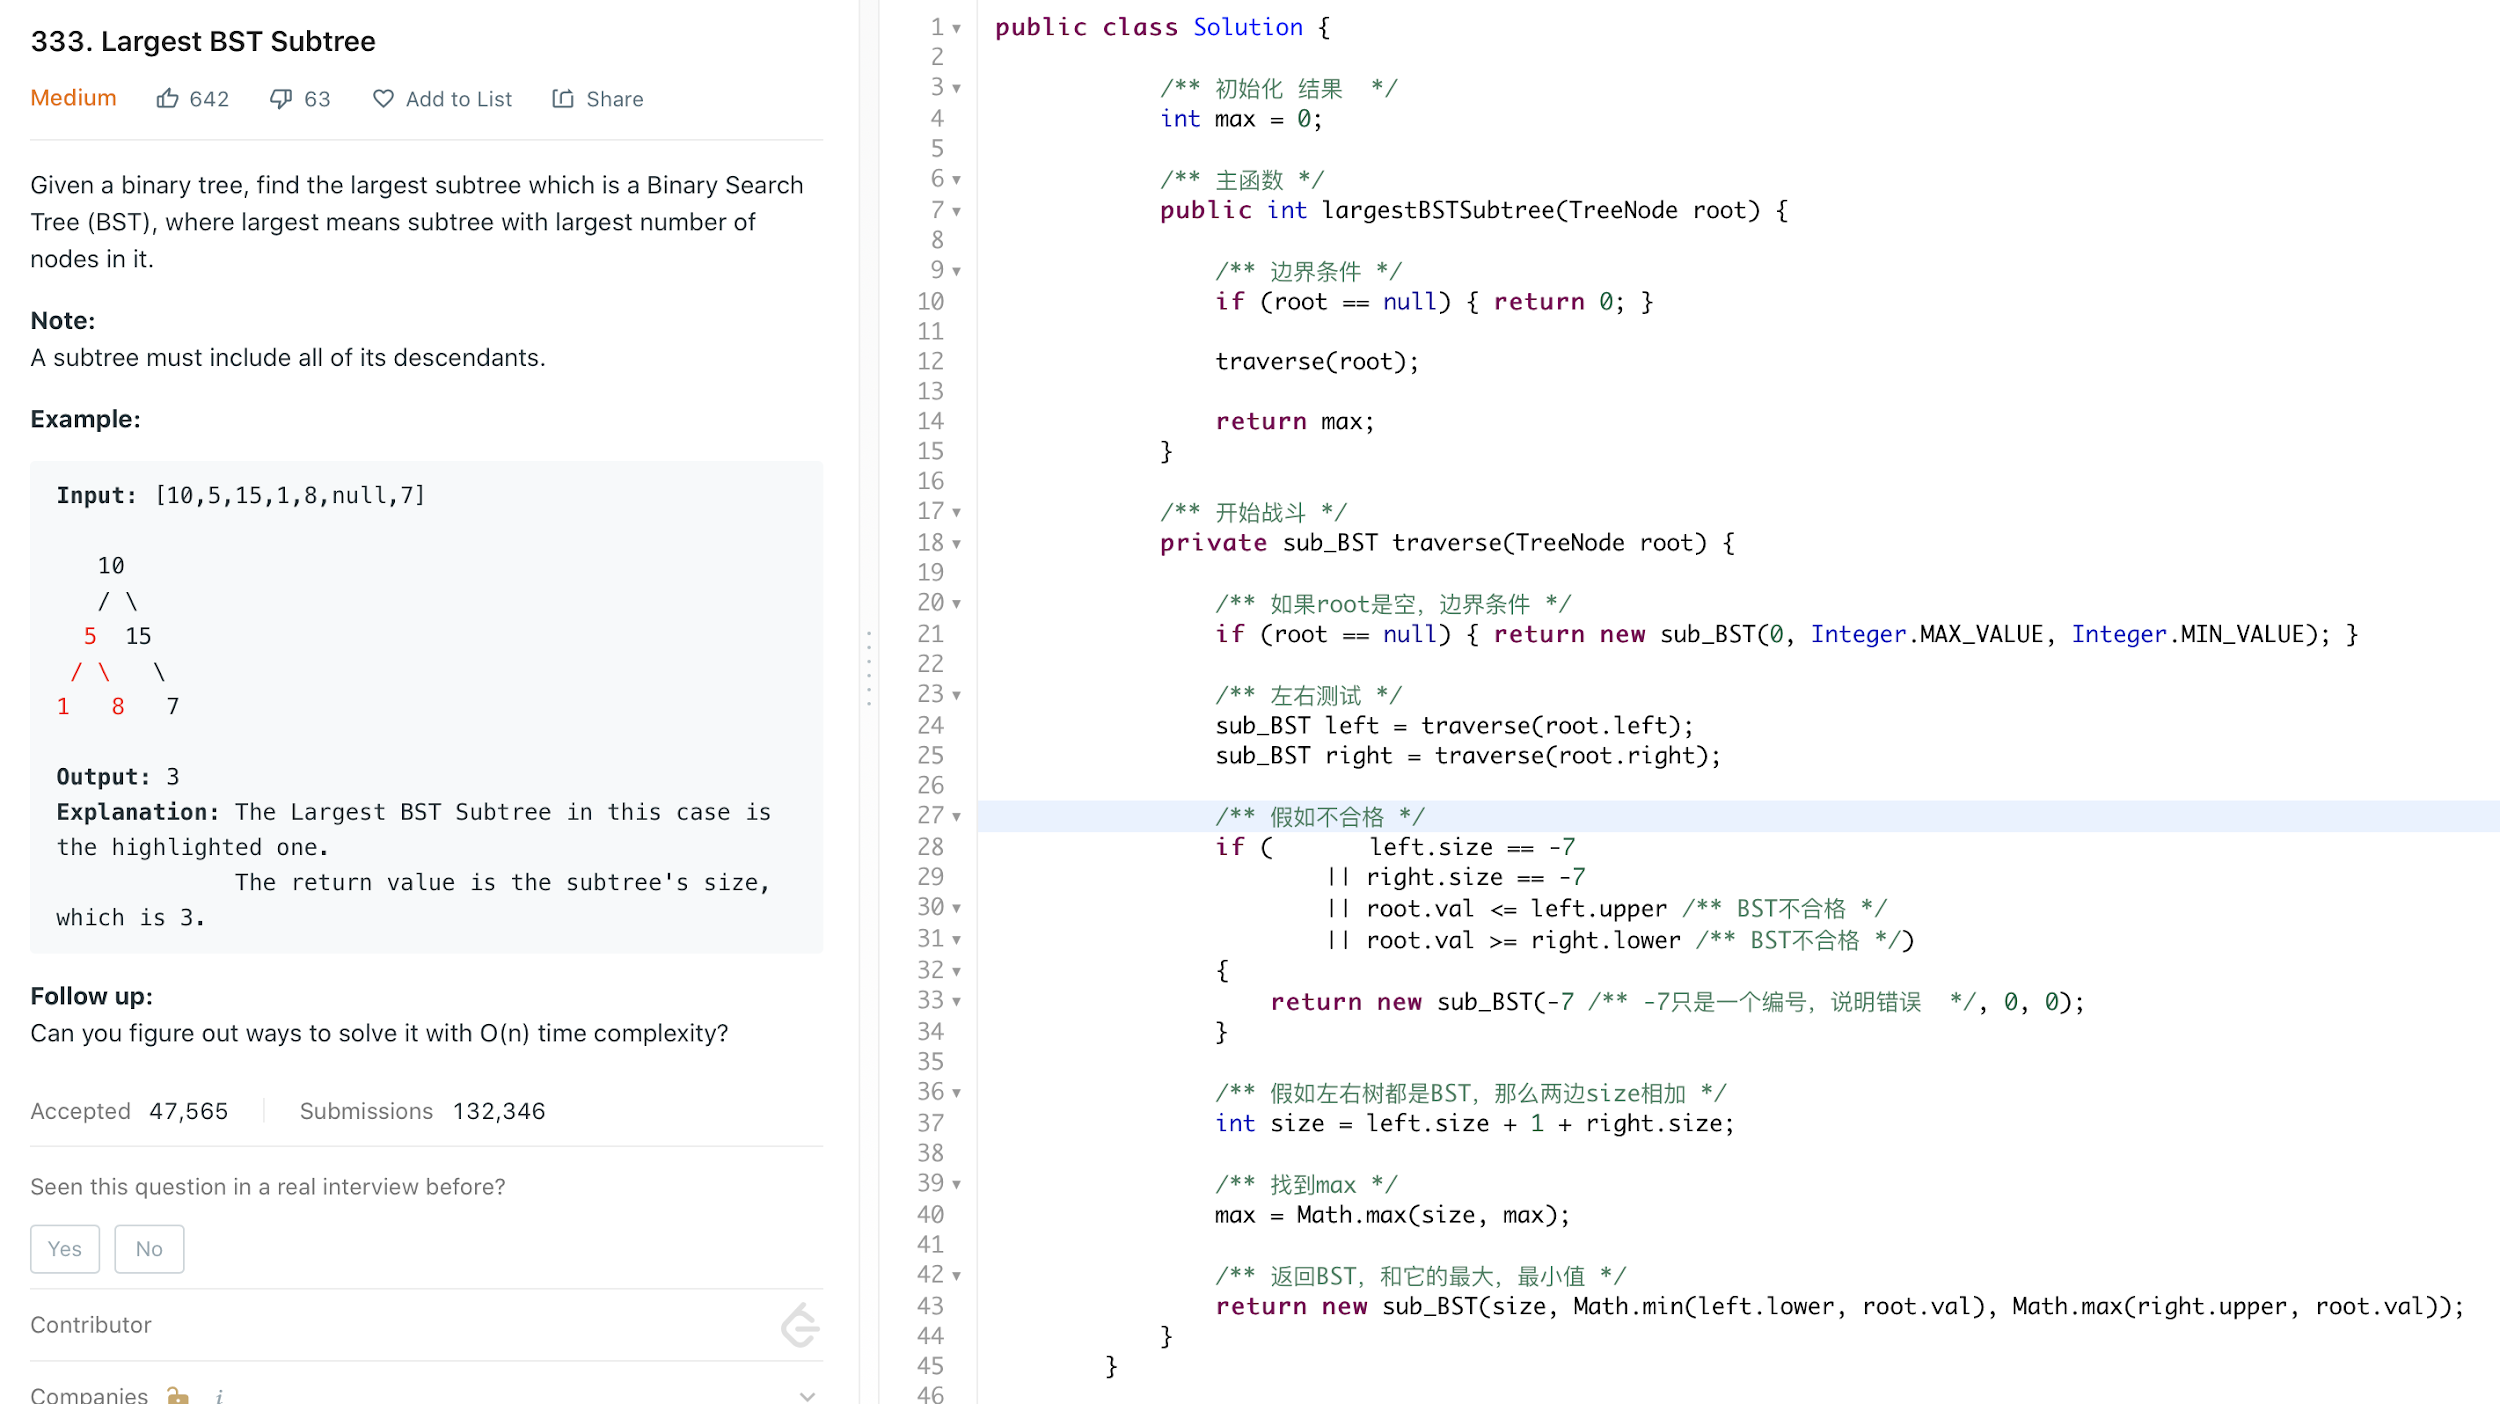 333. Largest BST Subtree
Medium 642 63 Add to List Share
Given a binary tree, find the largest subtree which is a Binary Search
Tree (BST), where largest means subtree with largest number of
nodes in it.
Note:
A subtree must include all of its descendants.
Example:
Input: [10,5,15,1,8,null,7]
10
/ \
5 15
/ \ \
1 8 7
Output: 3
Explanation: The Largest BST Subtree in this case is
the highlighted one.
The return value is the subtree's size,
which is 3.
Follow up:
Can you figure out ways to solve it with O(n) time complexity?
Accepted 47,565 Submissions 132,346
Seen this question in a real interview before?
Yes No
Contributor
Companies i
1 public class Solution {
2
3 /** 初始化 结果 */
4 int max = 0;
5
6 /** 主函数 */
7 public int largestBSTSubtree(TreeNode root) {
8
9 /** 边界条件 */
10 if (root == null) { return 0; }
11
12 traverse(root);
13
14 return max;
15 }
16
17 /** 开始战斗 */
18 private sub_BST traverse(TreeNode root) {
19
20 /** 如果root是空，边界条件 */
21 if (root == null) { return new sub_BST(0, Integer.MAX_VALUE, Integer.MIN_VALUE); }
22
23 /** 左右测试 */
24 sub_BST left = traverse(root.left);
25 sub_BST right = traverse(root.right);
26
27 /** 假如不合格 */
28 if ( left.size == -7
29 || right.size == -7
30 || root.val <= left.upper /** BST不合格 */
31 || root.val >= right.lower /** BST不合格 */)
32 {
33 return new sub_BST(-7 /** -7只是一个编号，说明错误 */, 0, 0);
34 }
35
36 /** 假如左右树都是BST，那么两边size相加 */
37 int size = left.size + 1 + right.size;
38
39 /** 找到max */
40 max = Math.max(size, max);
41
42 /** 返回BST，和它的最大，最小值 */
43 return new sub_BST(size, Math.min(left.lower, root.val), Math.max(right.upper, root.val));
44 }
45 }
46